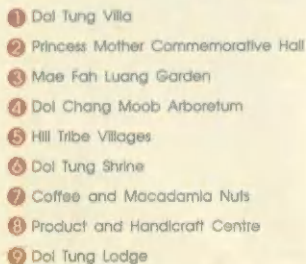 1 Doi Tung Villa
2 Princess Mother Commemorative Hall
3 Mae Fah Luang Garden
4 Doi Chang Moob Arboretum
5 Hill Tribe Villages
6 Doi Tung Shrine
7 Coffee and Macadamia Nuts
8 Product and Handicraft Centre
9 Doi Tung Lodge